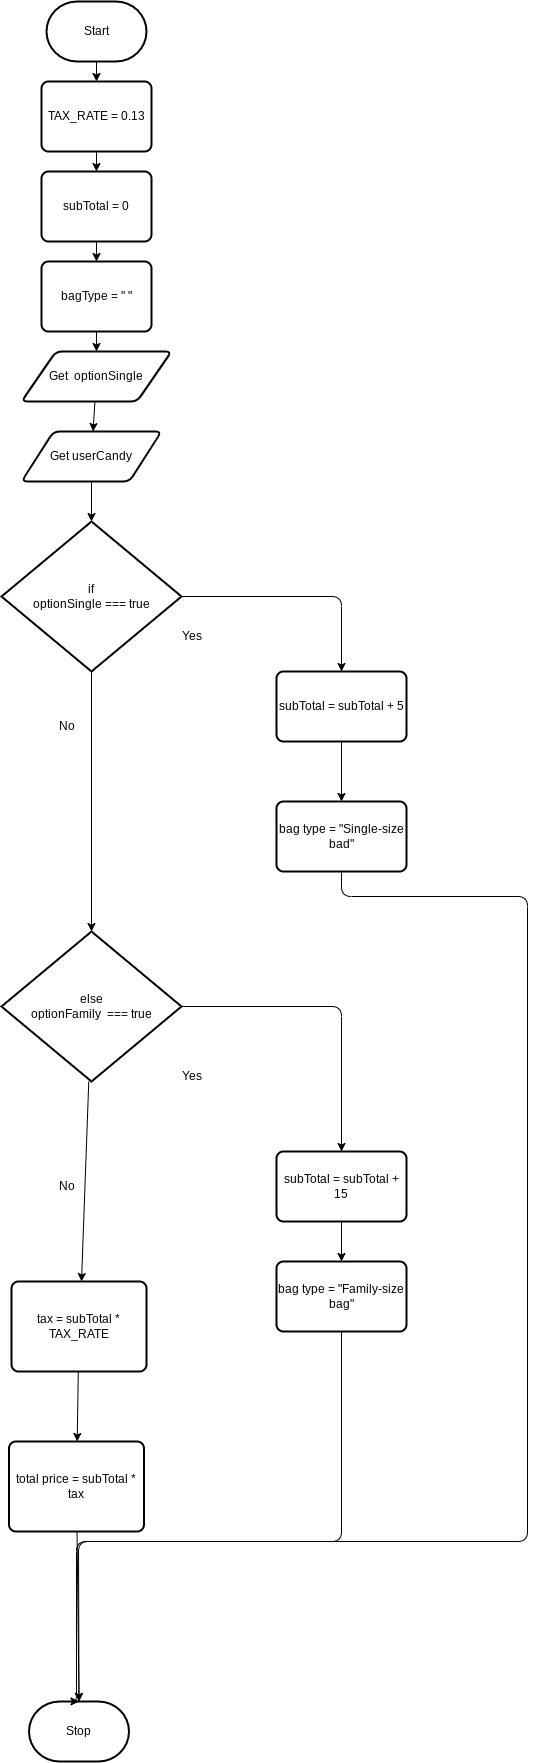 Start
TAX_RATE = 0.13
subTotal = 0
bagType = " "
Get  optionSingle
Get userCandy
if
optionSingle === true
Yes
subTotal = subTotal + 5
No
bag type = "Single-size
bad"
else
optionFamily  === true
Yes
subTotal = subTotal +
15
No
bag type = "Family-size
bag"
tax = subTotal *
TAX_RATE
total price = subTotal *
tax
Stop